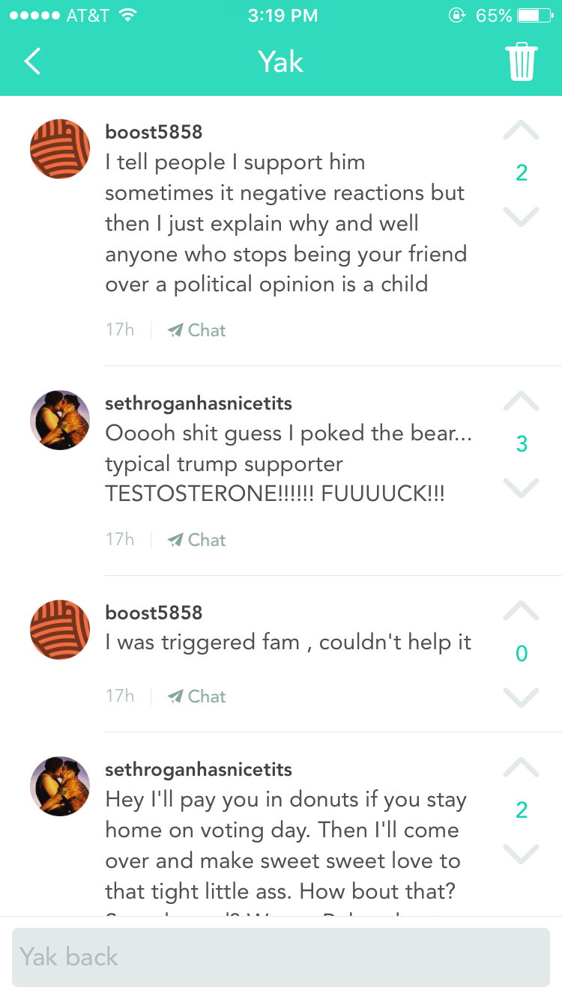 AT&T 3:19 PM 65%
Yak
boost5858
I tell people I support him
sometimes it negative reactions but
then I just explain why and well
anyone who stops being your friend
over a political opinion is a child
2
17h Chat
sethroganhasnicetits
Ooooh shit guess I poked the bear...
typical trump supporter
TESTOSTERONE!!!!!! FUUUUCK!!!
3
17h Chat
boost5858
I was triggered fam , couldn't help it
0
17h Chat
sethroganhasnicetits
Hey I'll pay you in donuts if you stay
home on voting day. Then I'll come
over and make sweet sweet love to
that tight little ass. How bout that?
2
Yak back